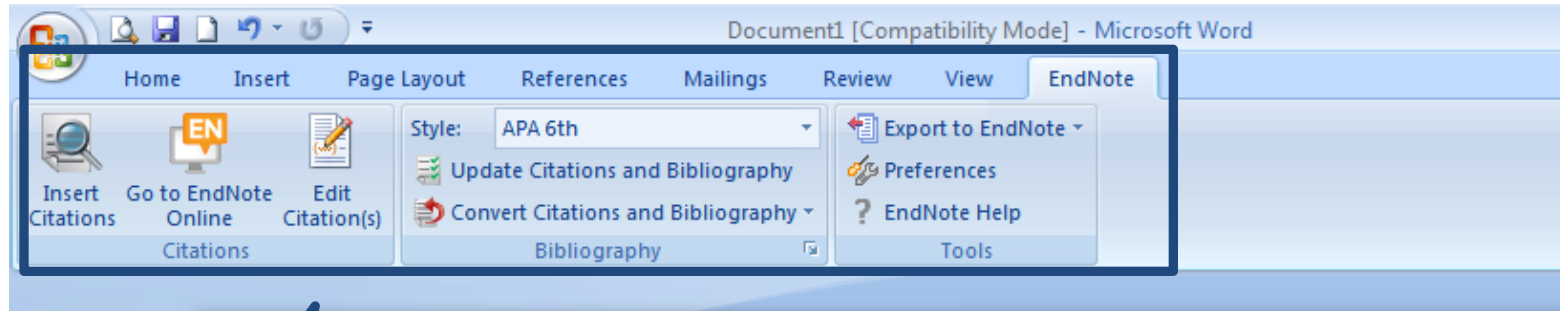 Document1 [Compatibility Mode] - Microsoft Word
Home Insert Page Layout References Mailings Review View EndNote
EN
Insert Citations
Go to EndNote Online
Edit Citation(s)
Citations
Style: APA 6th
Update Citations and Bibliography
Convert Citations and Bibliography
Bibliography
Export to EndNote
Preferences
? EndNote Help
Tools